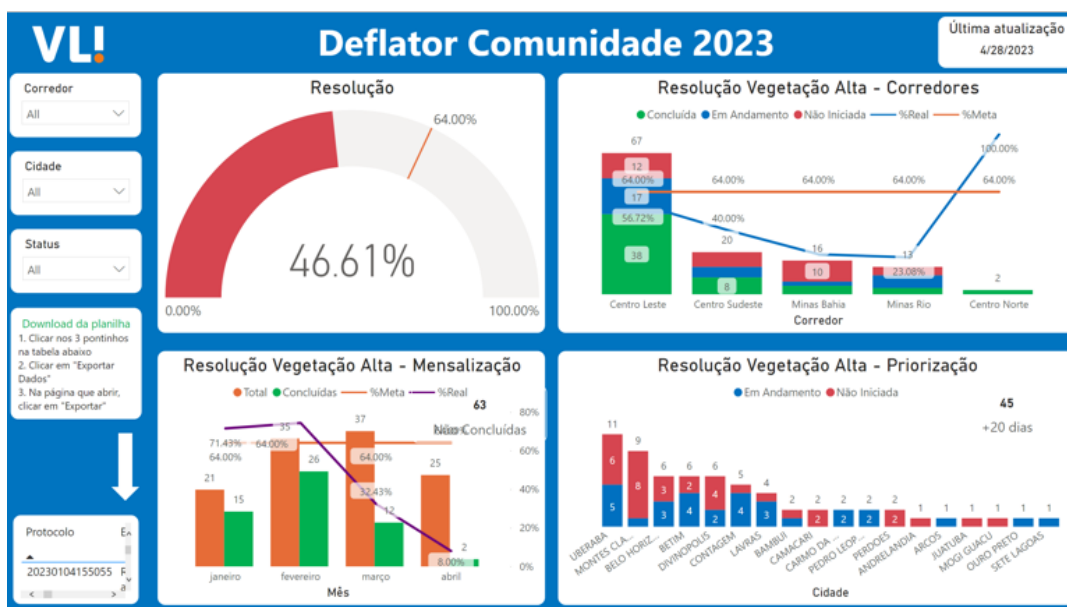 VL!
Deflator Comunidade 2023
Última atualização
4/28/2023
Corredor
All
Cidade
All
Status
All
Download da planilha
1. Clicar nos 3 pontinhos
na tabela abaixo
2. Clicar em "Exportar
Dados"
3. Na página que abrir,
clicar em "Exportar"
Protocolo E
20230104155055 R
a
Resolução
64.00%
46.61%
0.00% 100.00%
Resolução Vegetação Alta - Corredores
Concluída Em Andamento Não Iniciada %Real %Meta
67
12
64.00% 64.00% 64.00% 64.00% 64.00%
17
56.72% 40.00% 100.00%
38
20
8
16
10
13
23.08%
2
Centro Leste Centro Sudeste Minas Bahia Minas Rio Centro Norte
Corredor
Resolução Vegetação Alta - Mensalização
Total Concluídas %Meta %Real
63
Não Concluídas
80%
60%
40%
20%
0%
71.43%
64.00% 64.00% 64.00%
32.43%
8.00%
21 15
35 26
37 12
25 2
janeiro fevereiro março abril
Mês
Resolução Vegetação Alta - Priorização
Em Andamento Não Iniciada
45
+20 dias
11 9 6 6 6 5 4 2 2 2 2 2 1 1 1 1 1 1
6 8 3 2 4 2 2
5 3 4 2 4 3 2 2 1 1 1
UBERABA
MONTES CLA...
BELO HORIZ...
BETIM
DIVINOPOLIS
CONTAGEM
LAVRAS
BAMBUI
CAMACARI
CARMO DA ...
PEDRO LEOP...
PERDOES
ANDRELANDIA
ARCOS
JUATUBA
MOGI GUACU
OURO PRETO
SETE LAGOAS
Cidade